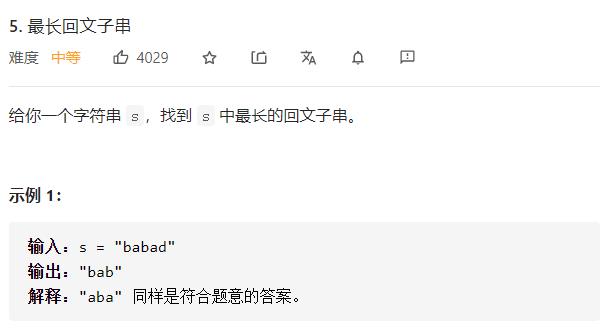 5. 最长回文子串
难度 中等 4029
给你一个字符串 s，找到 s 中最长的回文子串。
示例 1：
输入：s = "babad"
输出："bab"
解释："aba" 同样是符合题意的答案。